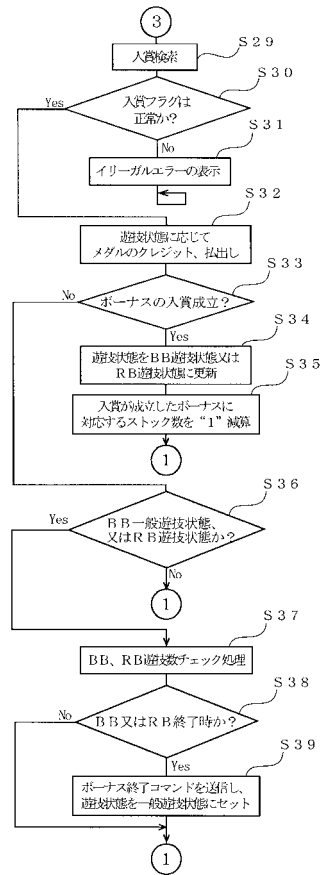 3
S29
入賞検索
S30
Yes
入賞フラグは
正常か?
No
S31
イリーガルエラーの表示
S32
遊技状態に応じて
メダルのクレジット、払出し
S33
No
ボーナスの入賞成立?
Yes
S34
遊技状態をBB遊技状態又は
RB遊技状態に更新
S35
入賞が成立したボーナスに
対応するストック数を“1”減算
1
S36
Yes
BB一般遊技状態、
又はRB遊技状態か?
No
1
S37
BB、RB遊技数チェック処理
S38
No
BB又はRB終了時か?
Yes
S39
ボーナス終了コマンドを送信し、
遊技状態を一般遊技状態にセット
1